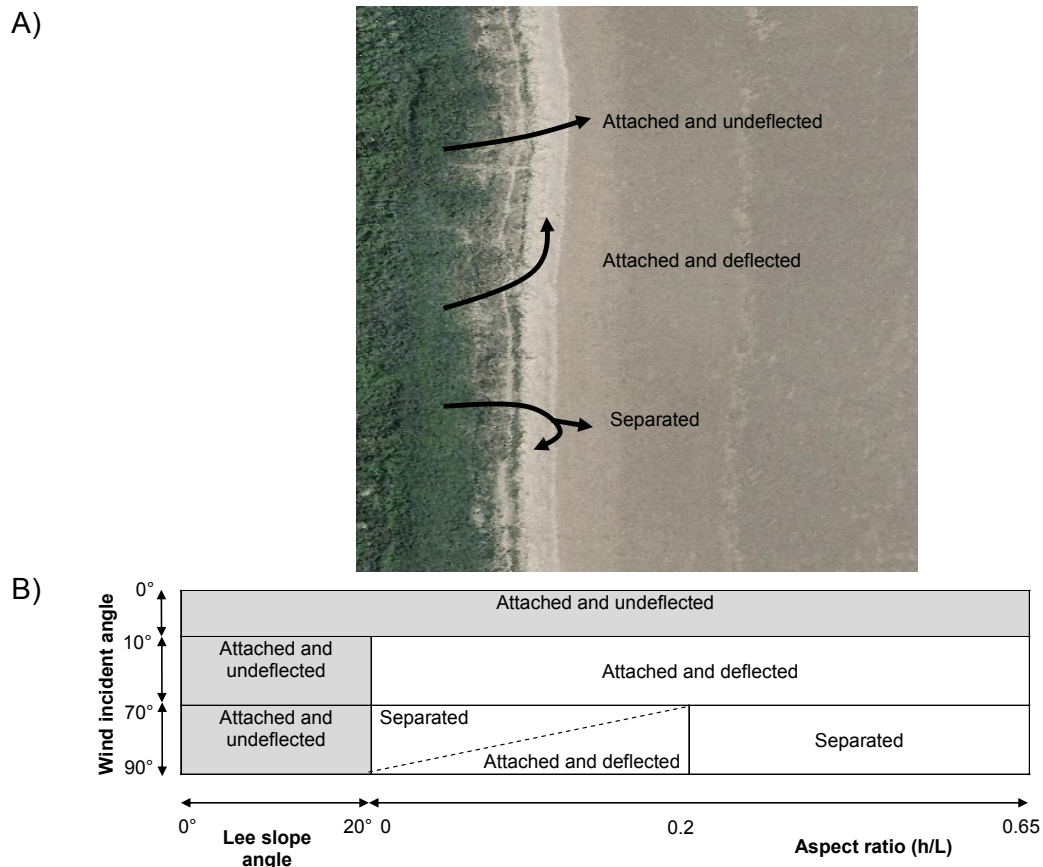 A)
Attached and undeflected
Attached and deflected
Separated
B)
Wind incident angle
0°
10°
70°
90°
Attached and undeflected
Attached and
undeflected
Attached and deflected
Attached and
undeflected
Separated
Attached and deflected
Separated
0°
20°
0
0.2
0.65
Lee slope
angle
Aspect ratio (h/L)